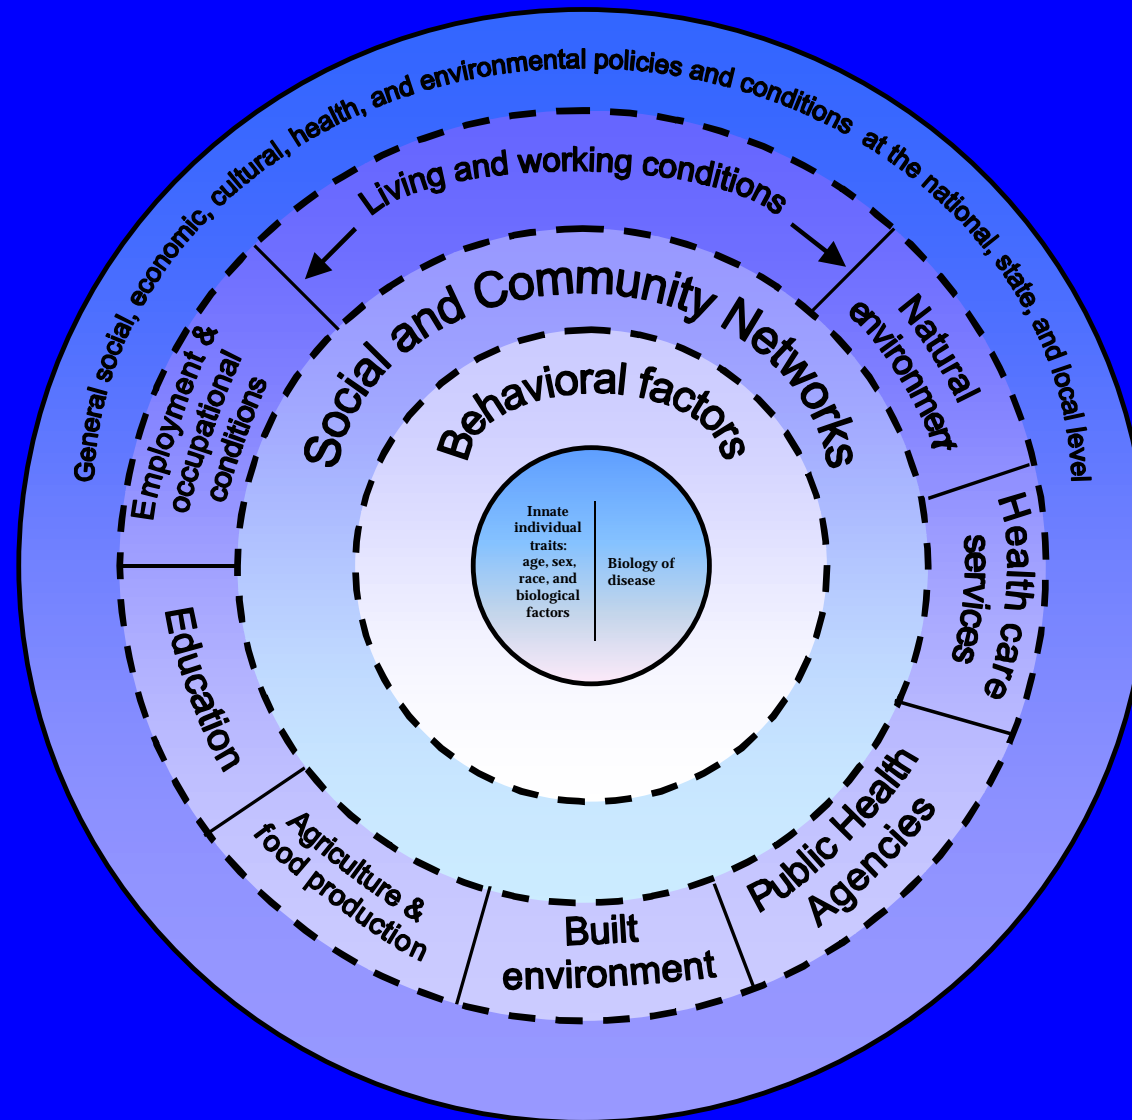 General social, economic, cultural, health, and environmental policies and conditions at the national, state, and local level
Living and working conditions
Social and Community Networks
Behavioral factors
Innate
individual
traits:
age, sex,
race, and
biological
factors
Biology of
disease
Natural
environment
Health care
services
Public Health
Agencies
Built
environment
Agriculture &
food production
Education
Employment &
occupational
conditions